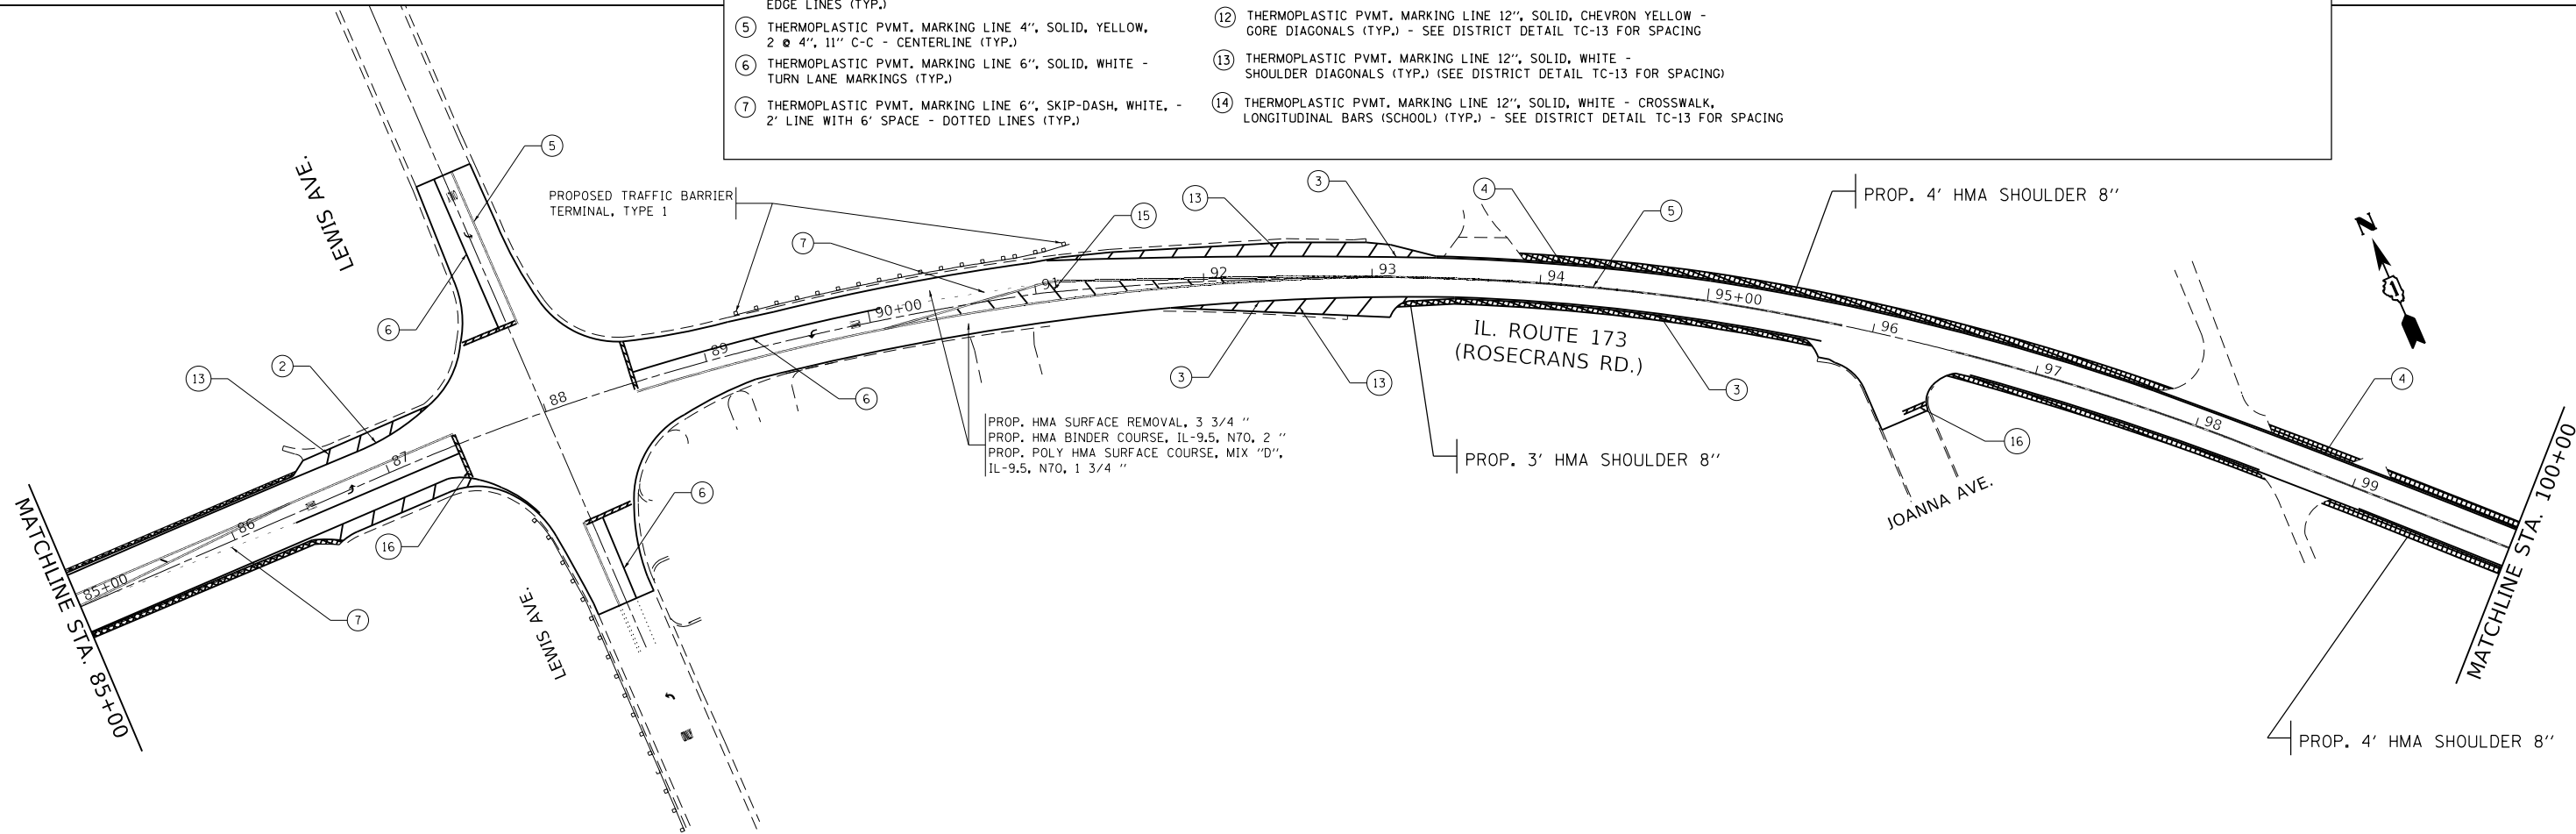 EDGE LINES (TYP.)
5 THERMOPLASTIC PVMT. MARKING LINE 4", SOLID, YELLOW,
2 @ 4", 11" C-C - CENTERLINE (TYP.)
6 THERMOPLASTIC PVMT. MARKING LINE 6", SOLID, WHITE -
TURN LANE MARKINGS (TYP.)
7 THERMOPLASTIC PVMT. MARKING LINE 6", SKIP-DASH, WHITE, -
2' LINE WITH 6' SPACE - DOTTED LINES (TYP.)
12 THERMOPLASTIC PVMT. MARKING LINE 12", SOLID, CHEVRON YELLOW -
GORE DIAGONALS (TYP.) - SEE DISTRICT DETAIL TC-13 FOR SPACING
13 THERMOPLASTIC PVMT. MARKING LINE 12", SOLID, WHITE -
SHOULDER DIAGONALS (TYP.) (SEE DISTRICT DETAIL TC-13 FOR SPACING)
14 THERMOPLASTIC PVMT. MARKING LINE 12", SOLID, WHITE - CROSSWALK,
LONGITUDINAL BARS (SCHOOL) (TYP.) - SEE DISTRICT DETAIL TC-13 FOR SPACING
LEWIS AVE.
5
PROPOSED TRAFFIC BARRIER
TERMINAL, TYPE 1
7
15
13
3
4
5
PROP. 4' HMA SHOULDER 8"
N
6
2
13
85+00
86
87
88
89
90+00
91
92
93
94
95+00
96
97
98
99
IL. ROUTE 173
(ROSECRANS RD.)
6
3
13
3
4
16
PROP. HMA SURFACE REMOVAL, 3 3/4 "
PROP. HMA BINDER COURSE, IL-9.5, N70, 2 "
PROP. POLY HMA SURFACE COURSE, MIX "D",
IL-9.5, N70, 1 3/4 "
PROP. 3' HMA SHOULDER 8"
JOANNA AVE.
6
16
7
LEWIS AVE.
MATCHLINE STA. 85+00
MATCHLINE STA. 100+00
PROP. 4' HMA SHOULDER 8"